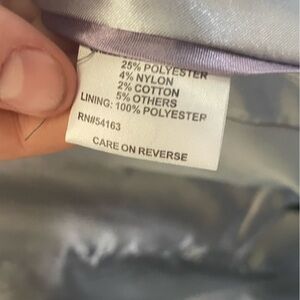 25% POLYESTER
4% NYLON
2% COTTON
5% OTHERS
LINING: 100% POLYESTER
RN#54163
CARE ON REVERSE